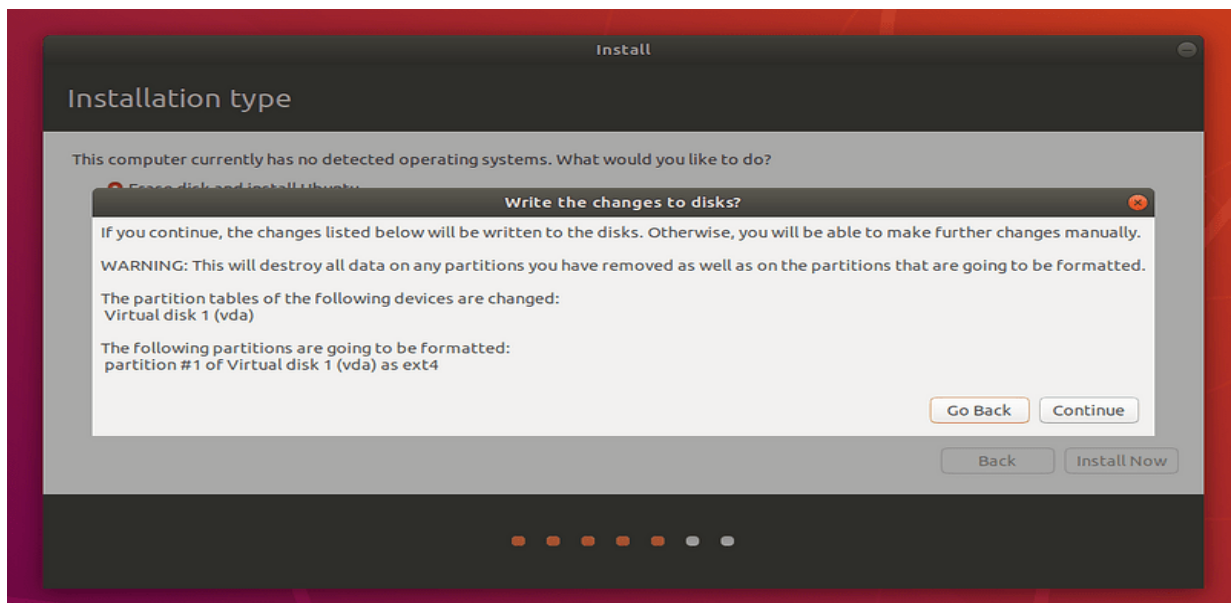 Install
Installation type
This computer currently has no detected operating systems. What would you like to do?
Erase disk and install Ubuntu
Write the changes to disks?
If you continue, the changes listed below will be written to the disks. Otherwise, you will be able to make further changes manually.
WARNING: This will destroy all data on any partitions you have removed as well as on the partitions that are going to be formatted.
The partition tables of the following devices are changed:
Virtual disk 1 (vda)
The following partitions are going to be formatted:
partition #1 of Virtual disk 1 (vda) as ext4
Go Back Continue
Back Install Now